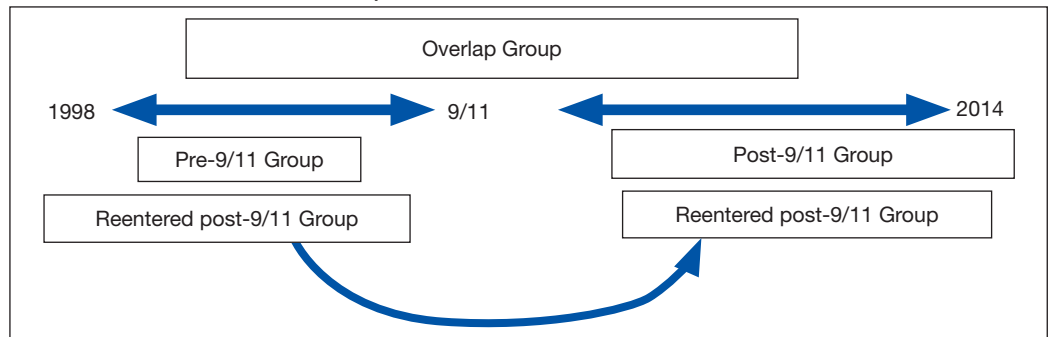 Overlap Group
1998 9/11 2014
Pre-9/11 Group Post-9/11 Group
Reentered post-9/11 Group Reentered post-9/11 Group